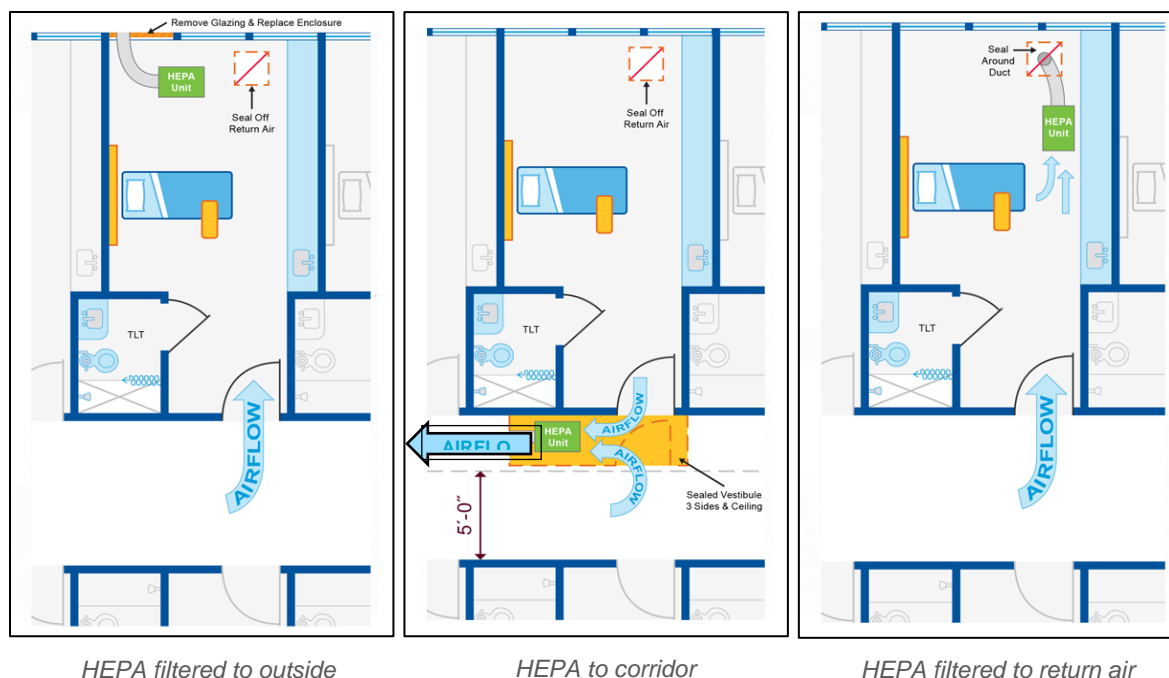 Remove Glazing & Replace Enclosure
HEPA
Unit
Seal Off
Return Air
TLT
AIRFLOW
HEPA filtered to outside
Seal Off
Return Air
TLT
AIRFLOW
HEPA
Unit
AIRFLO
AIRFLOW
Sealed Vestibule
3 Sides & Ceiling
5'-0"
HEPA to corridor
Seal
Around
Duct
HEPA
Unit
TLT
AIRFLOW
HEPA filtered to return air